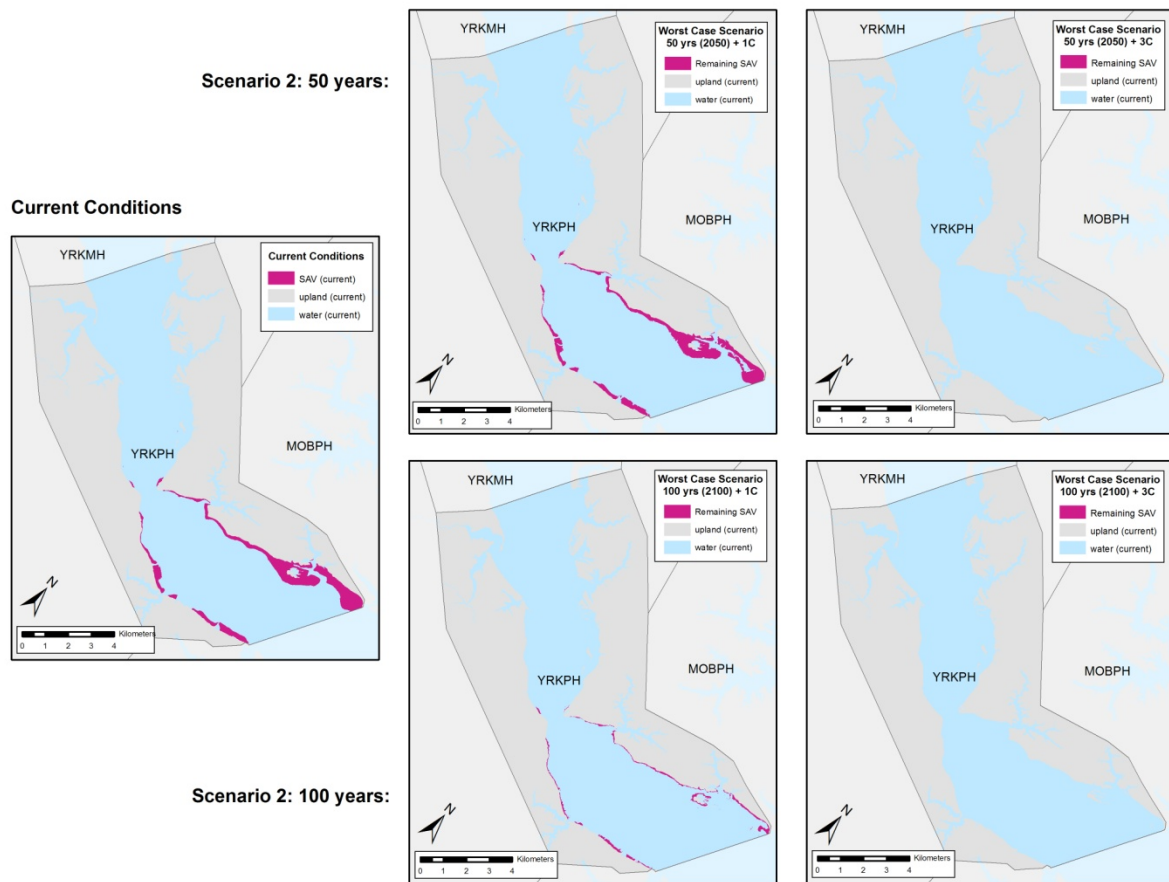 Scenario 2: 50 years:
YRKMH
Worst Case Scenario
50 yrs (2050) + 1C
Remaining SAV
upland (current)
water (current)
YRKPH
MOBPH
N
Kilometers
0 1 2 3 4
YRKMH
Worst Case Scenario
50 yrs (2050) + 3C
Remaining SAV
upland (current)
water (current)
YRKPH
MOBPH
N
Kilometers
0 1 2 3 4
Current Conditions
YRKMH
Current Conditions
SAV (current)
upland (current)
water (current)
YRKPH
MOBPH
N
Kilometers
0 1 2 3 4
Scenario 2: 100 years:
YRKMH
Worst Case Scenario
100 yrs (2100) + 1C
Remaining SAV
upland (current)
water (current)
YRKPH
MOBPH
N
Kilometers
0 1 2 3 4
YRKMH
Worst Case Scenario
100 yrs (2100) + 3C
Remaining SAV
upland (current)
water (current)
YRKPH
MOBPH
N
Kilometers
0 1 2 3 4